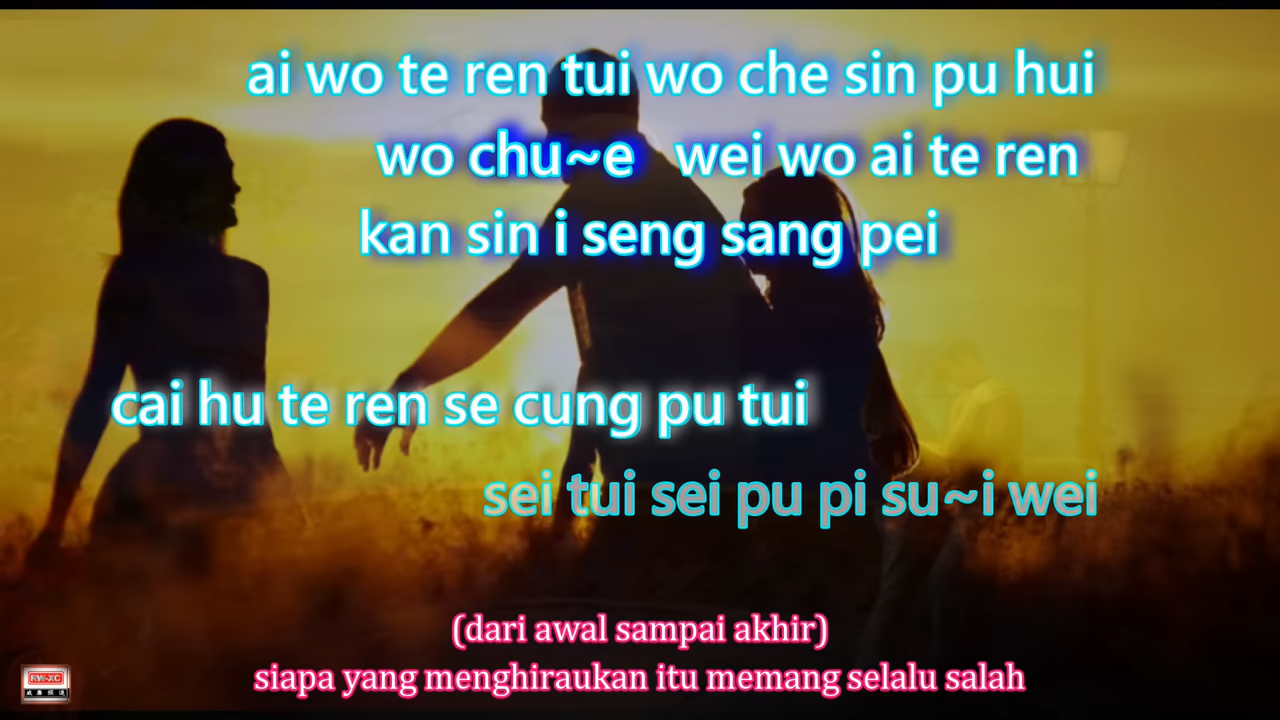 ai wo te ren tui wo che sin pu hui
wo chu~e wei wo ai te ren
kan sin i seng sang pei
cai hu te ren se cung pu tui
sei tui sei pu pi su~i wei
(dari awal sampai akhir)
siapa yang menghiraukan itu memang selalu salah
RW-XC